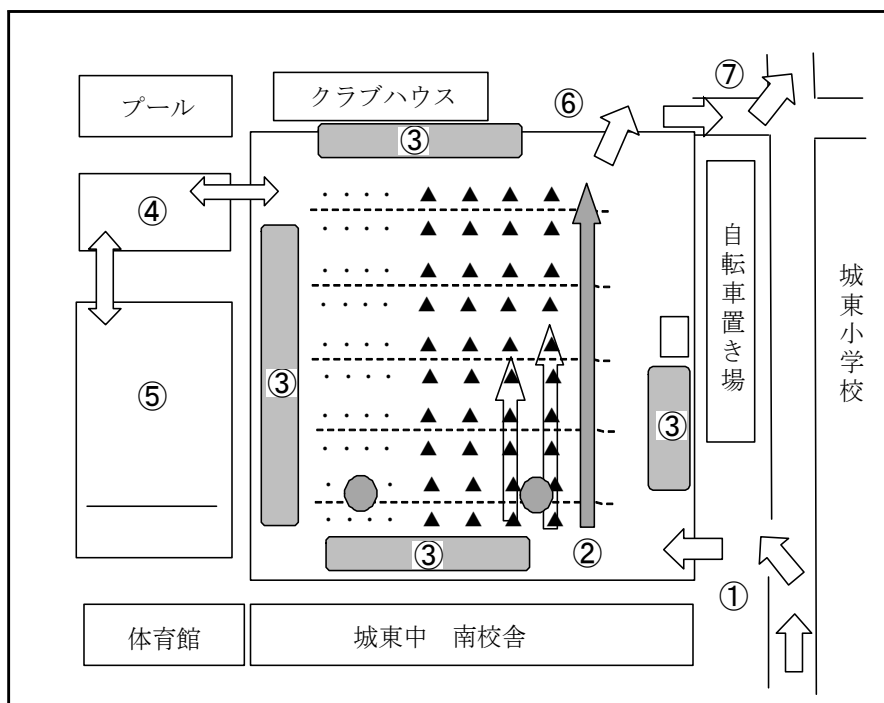 ⑦
プール
クラブハウス
⑥
③
④
自転車置き場
城東小学校
③
⑤
③
③
②
①
体育館
城東中 南校舎